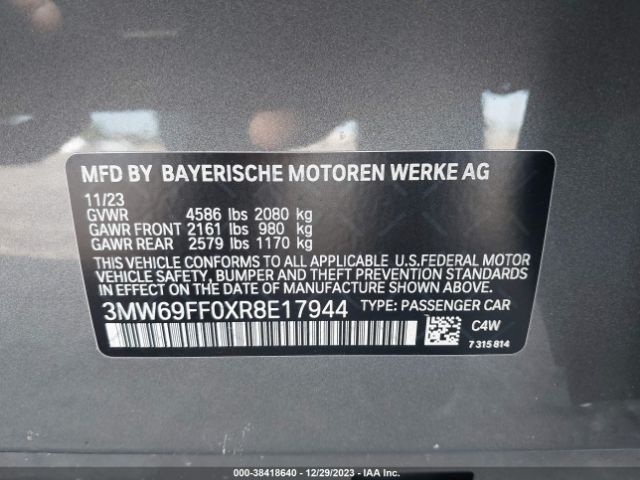 MFD BY BAYERISCHE MOTOREN WERKE AG
11/23
GVWR 4586 lbs 2080 kg
GAWR FRONT 2161 lbs 980 kg
GAWR REAR 2579 lbs 1170 kg
THIS VEHICLE CONFORMS TO ALL APPLICABLE U.S.FEDERAL MOTOR
VEHICLE SAFETY, BUMPER AND THEFT PREVENTION STANDARDS
IN EFFECT ON THE DATE OF MANUFACTURE SHOWN ABOVE.
3MW69FF0XR8E17944 TYPE: PASSENGER CAR
C4W
7 315 814
000-38418640 - 12/29/2023 - IAA Inc.